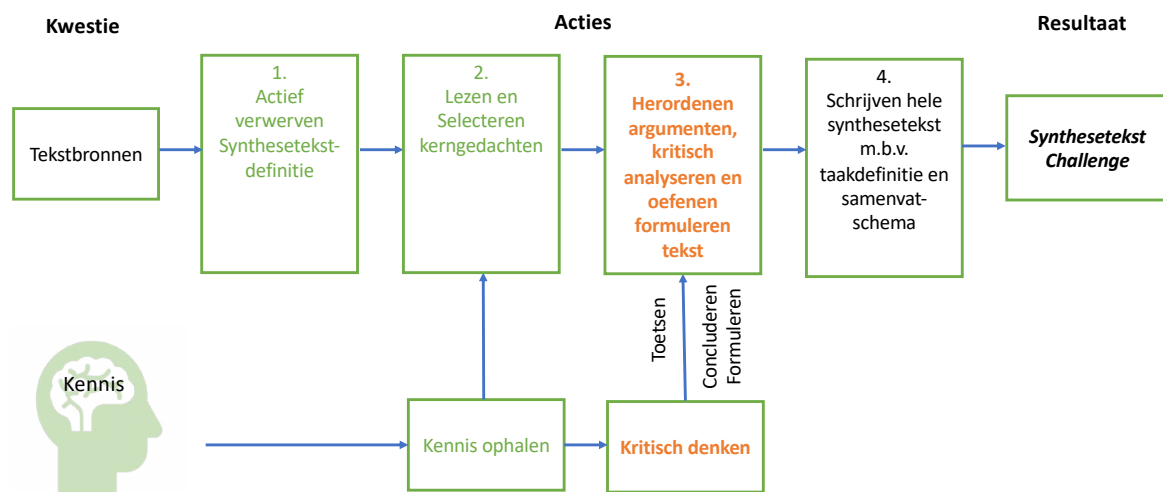 Kwestie
Acties
Resultaat
Tekstbronnen
1.
Actief
verwerven
Synthesetekst-
definitie
2.
Lezen en
Selecteren
kerngedachten
3.
Herordenen
argumenten,
kritisch
analyseren en
oefenen
formuleren
tekst
4.
Schrijven hele
synthesetekst
m.b.v.
taakdefinitie en
samenvat-
schema
Synthesetekst
Challenge
Toetsen
Concluderen
Formuleren
Kennis
Kennis ophalen
Kritisch denken